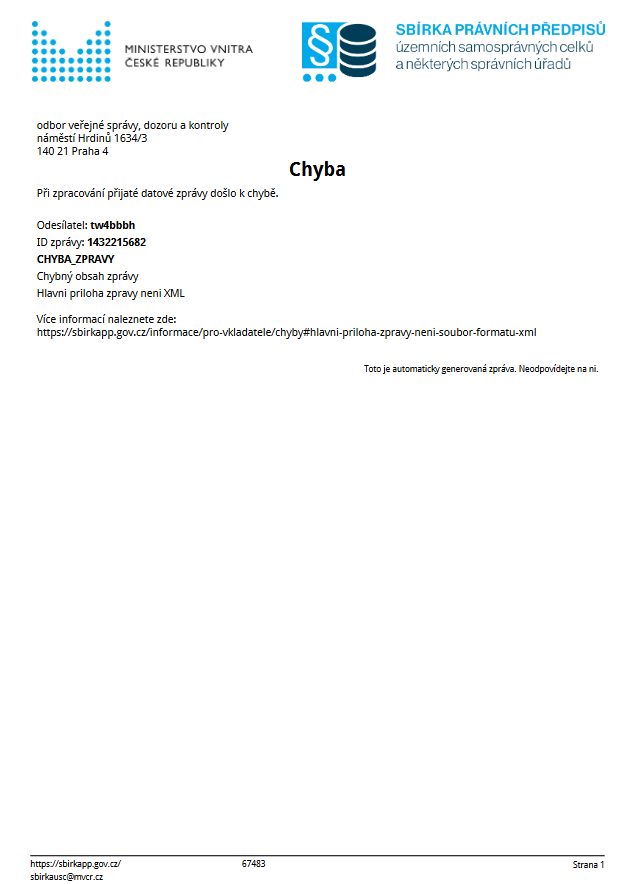 MINISTERSTVO VNITRA
ČESKÉ REPUBLIKY
SBÍRKA PRÁVNÍCH PŘEDPISŮ
územních samosprávných celků
a některých správních úřadů
odbor veřejné správy, dozoru a kontroly
náměstí Hrdinů 1634/3
140 21 Praha 4
Chyba
Při zpracování přijaté datové zprávy došlo k chybě.
Odesílatel: tw4bbbh
ID zprávy: 1432215682
CHYBA_ZPRAVY
Chybný obsah zprávy
Hlavni priloha zpravy neni XML
Více informací naleznete zde:
https://sbirkapp.gov.cz/informace/pro-vkladatele/chyby#hlavni-priloha-zpravy-neni-soubor-formatu-xml
Toto je automaticky generovaná zpráva. Neodpovídejte na ni.
https://sbirkapp.gov.cz/ 67483 Strana 1
sbirkausc@mvcr.cz